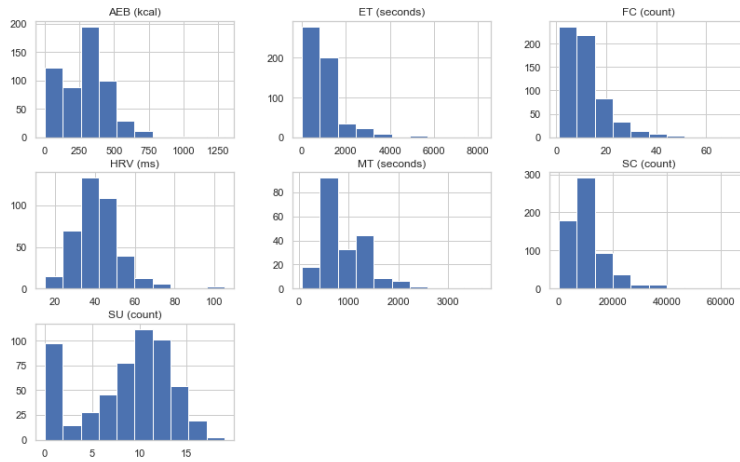 AEB (kcal)
200
150
100
50
0
0 250 500 750 1000 1250
ET (seconds)
200
100
0
0 2000 4000 6000 8000
FC (count)
200
150
100
50
0
20 40 60
HRV (ms)
100
50
0
20 40 60 80 100
MT (seconds)
80
60
40
20
0
0 1000 2000 3000
SC (count)
300
200
100
0
0 20000 40000 60000
SU (count)
100
75
50
25
0
0 5 10 15